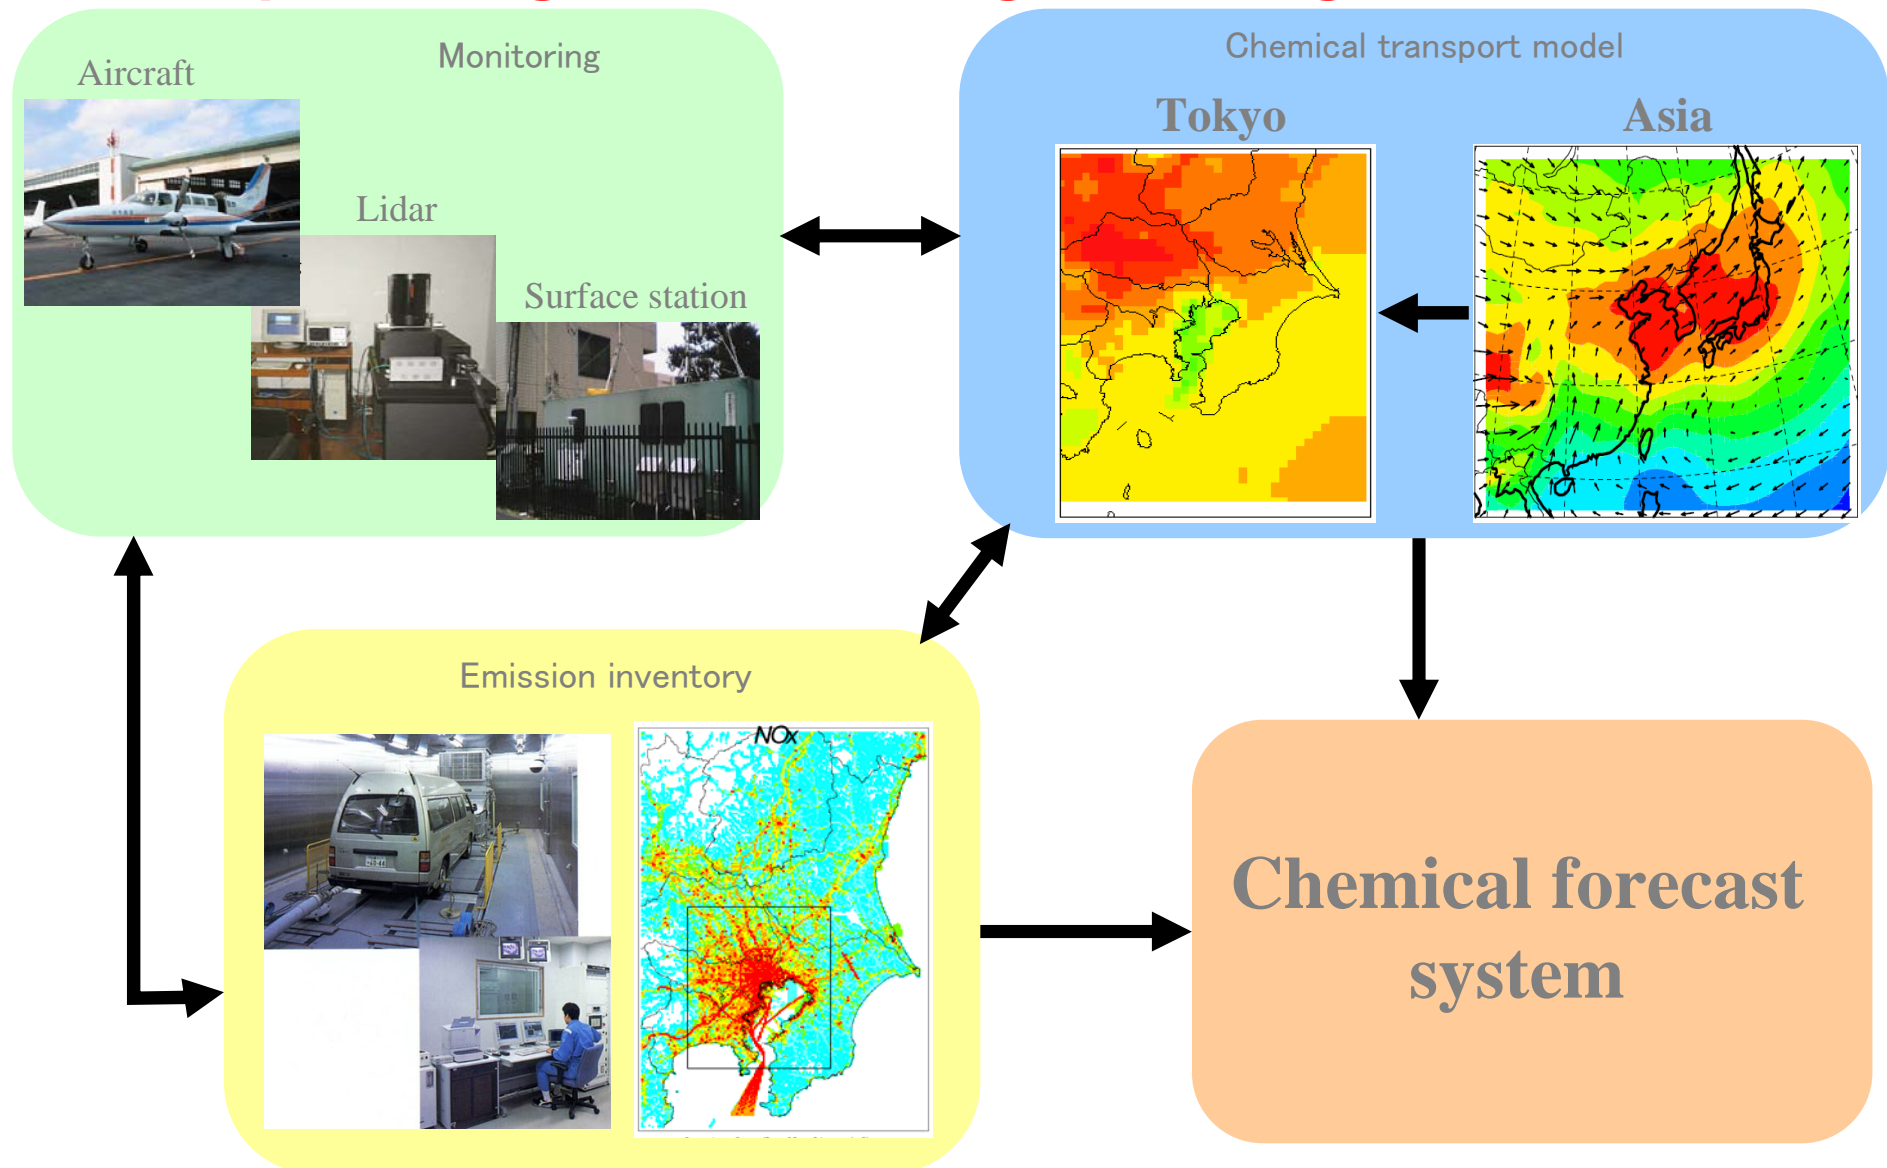 Monitoring
Aircraft
Lidar
Surface station
Chemical transport model
Tokyo
Asia
Emission inventory
NOx
Chemical forecast
system